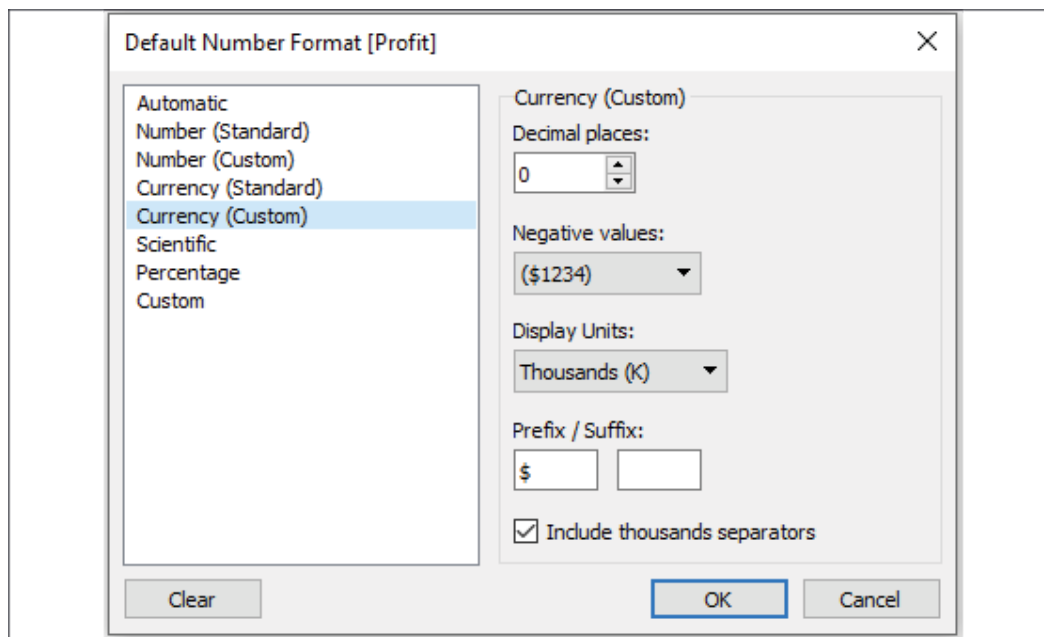 Default Number Format [Profit]
Automatic
Number (Standard)
Number (Custom)
Currency (Standard)
Currency (Custom)
Scientific
Percentage
Custom
Currency (Custom)
Decimal places:
0
Negative values:
($1234)
Display Units:
Thousands (K)
Prefix / Suffix:
$
Include thousands separators
Clear
OK
Cancel